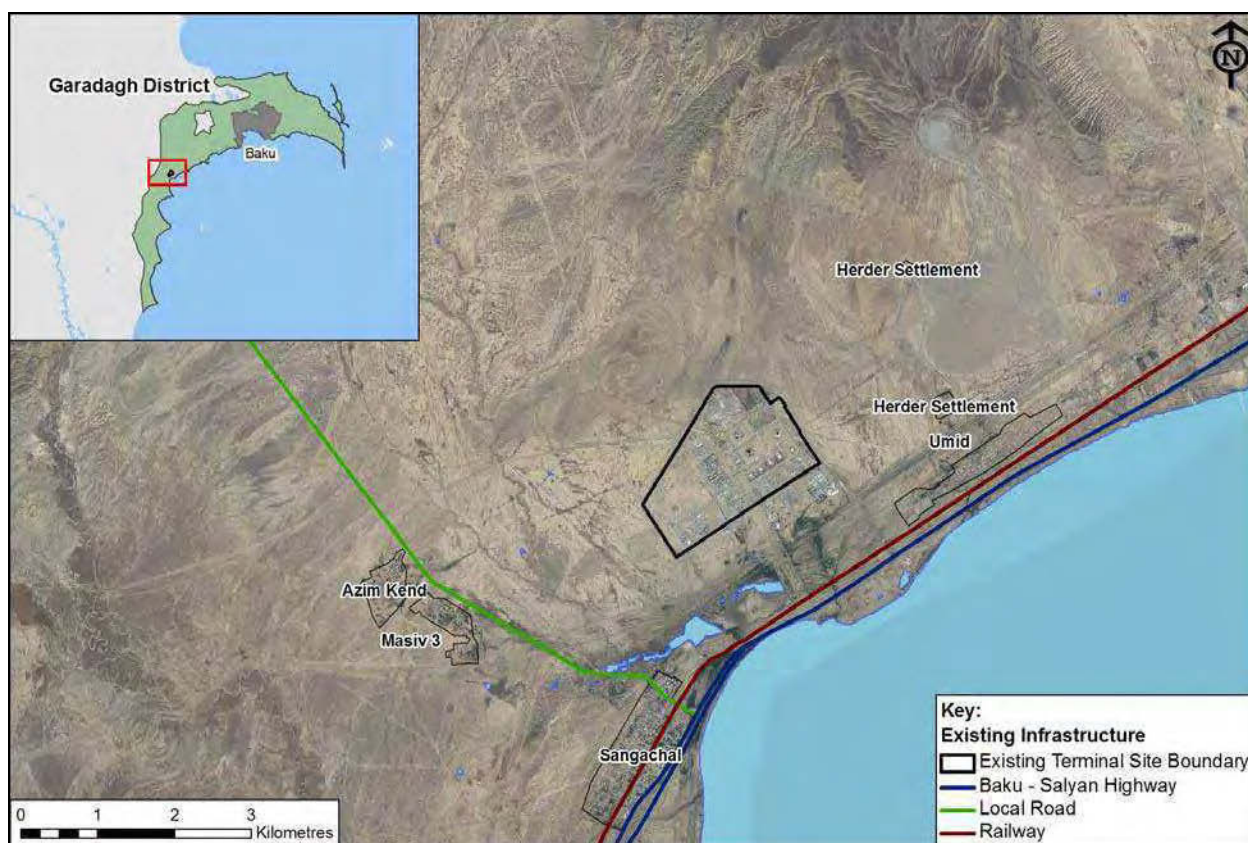 Garadagh District
Baku
N
Herder Settlement
Herder Settlement
Umid
Azim Kend
Masiv 3
Sangachal
0 1 2 3
Kilometres
Key:
Existing Infrastructure
Existing Terminal Site Boundary
Baku - Salyan Highway
Local Road
Railway